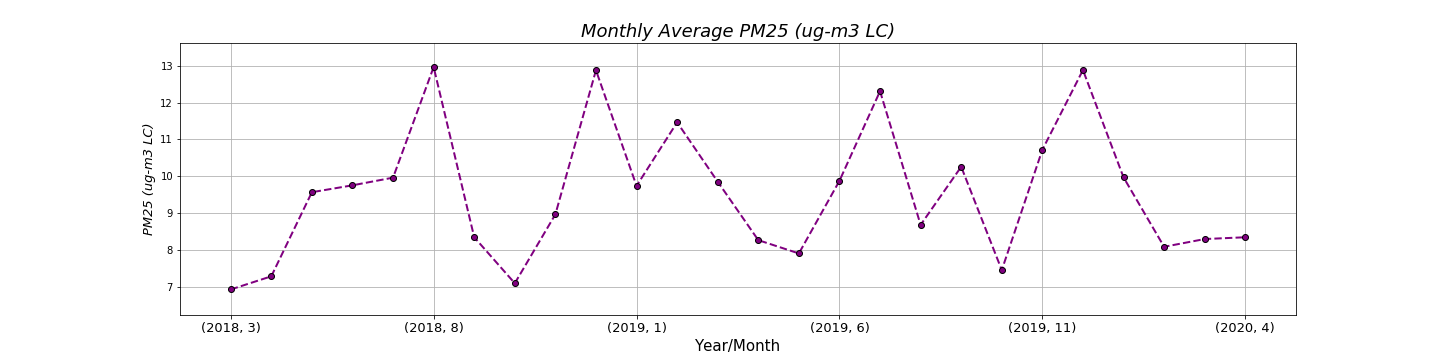 Monthly Average PM25 (ug-m3 LC)
PM25 (ug-m3 LC)
13
12
11
10
9
8
7
(2018, 3) (2018, 8) (2019, 1) (2019, 6) (2019, 11) (2020, 4)
Year/Month